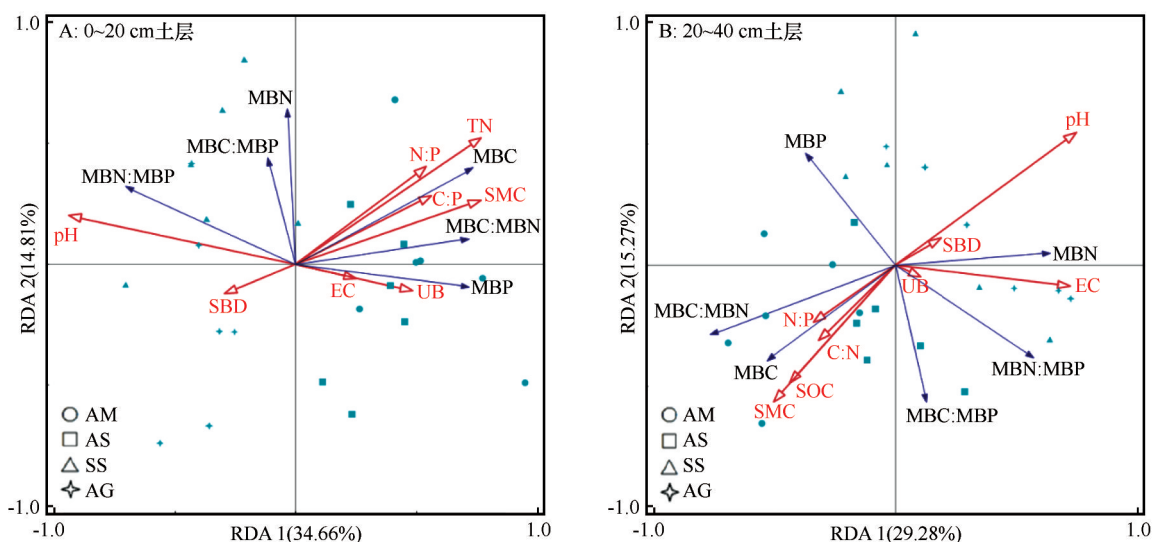 1.0
A: 0~20 cm土层
MBN
TN
N:P
MBC
MBC:MBP
MBN:MBP
C:P
SMC
MBC:MBN
pH
EC
UB
MBP
SBD
RDA 2(14.81%)
AM
AS
SS
AG
-1.0
-1.0
RDA 1(34.66%)
1.0
1.0
B: 20~40 cm土层
pH
MBP
SBD
MBN
UB
EC
MBC:MBN
N:P
C:N
MBC
MBN:MBP
SOC
SMC
MBC:MBP
RDA 2(15.27%)
AM
AS
SS
AG
-1.0
-1.0
RDA 1(29.28%)
1.0